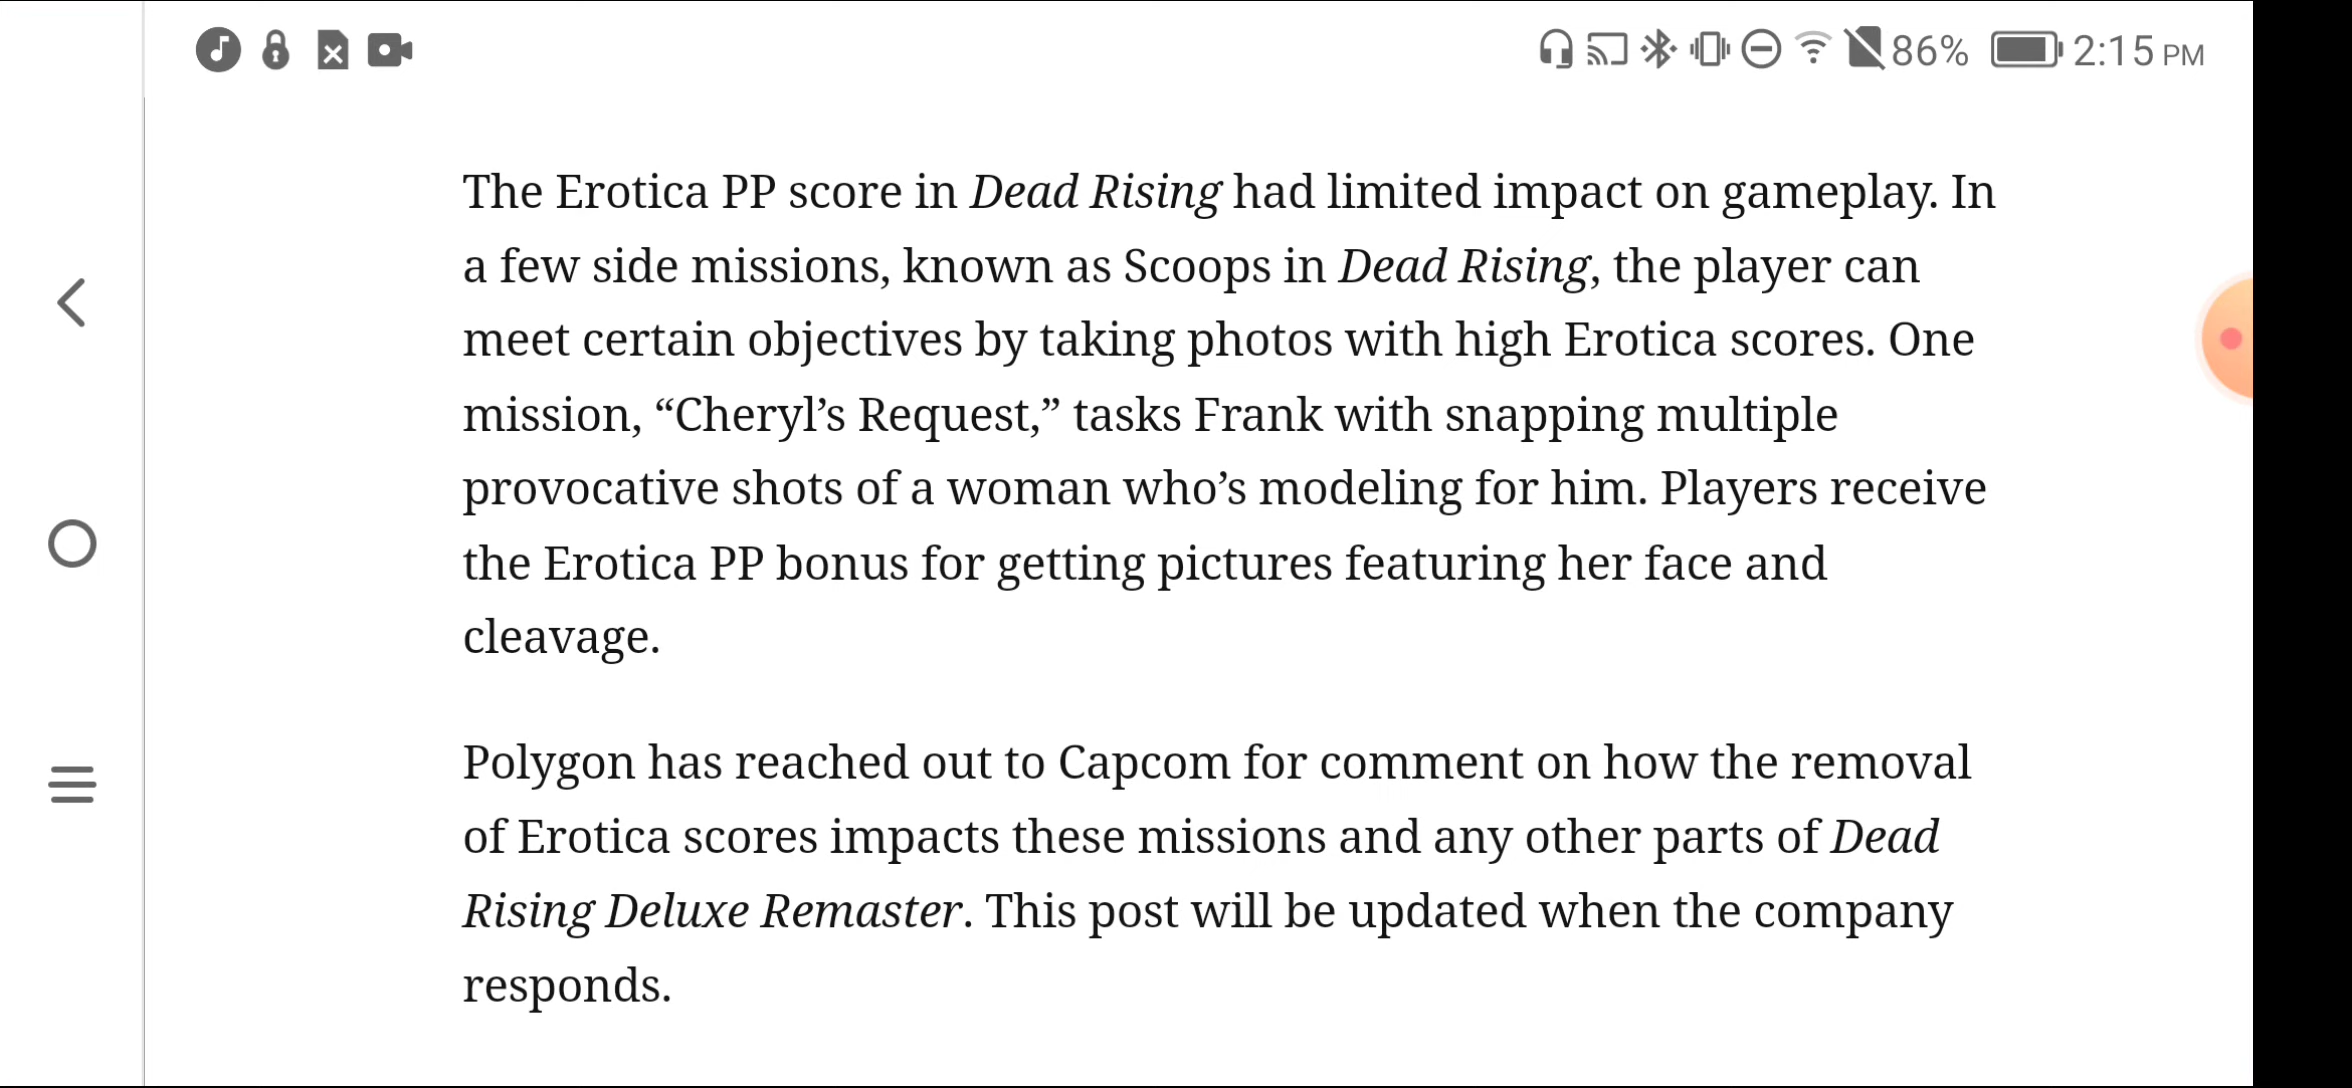 86% 2:15 PM
The Erotica PP score in Dead Rising had limited impact on gameplay. In
a few side missions, known as Scoops in Dead Rising, the player can
meet certain objectives by taking photos with high Erotica scores. One
mission, “Cheryl’s Request,” tasks Frank with snapping multiple
provocative shots of a woman who’s modeling for him. Players receive
the Erotica PP bonus for getting pictures featuring her face and
cleavage.
Polygon has reached out to Capcom for comment on how the removal
of Erotica scores impacts these missions and any other parts of Dead
Rising Deluxe Remaster. This post will be updated when the company
responds.